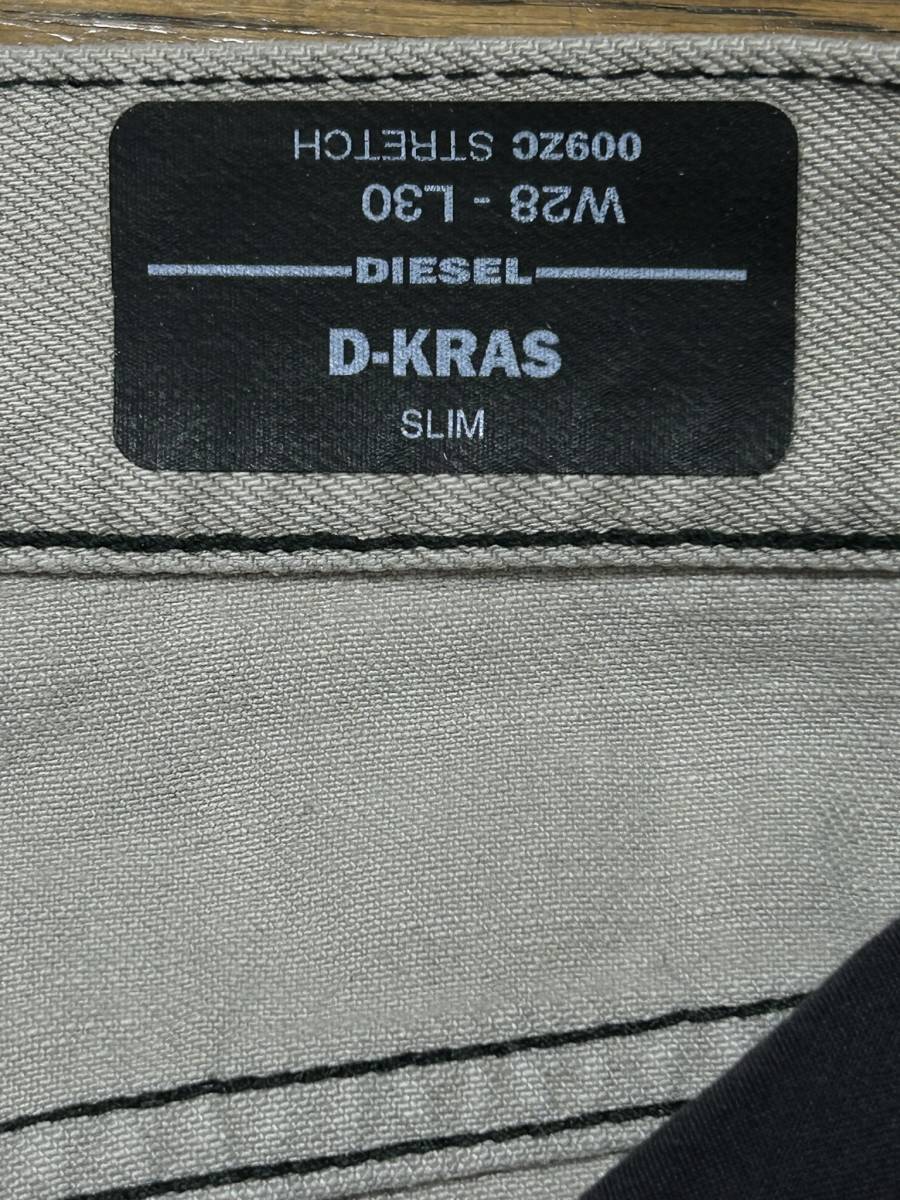 009ZC STRETCH
W28 - L30
DIESEL
D-KRAS
SLIM